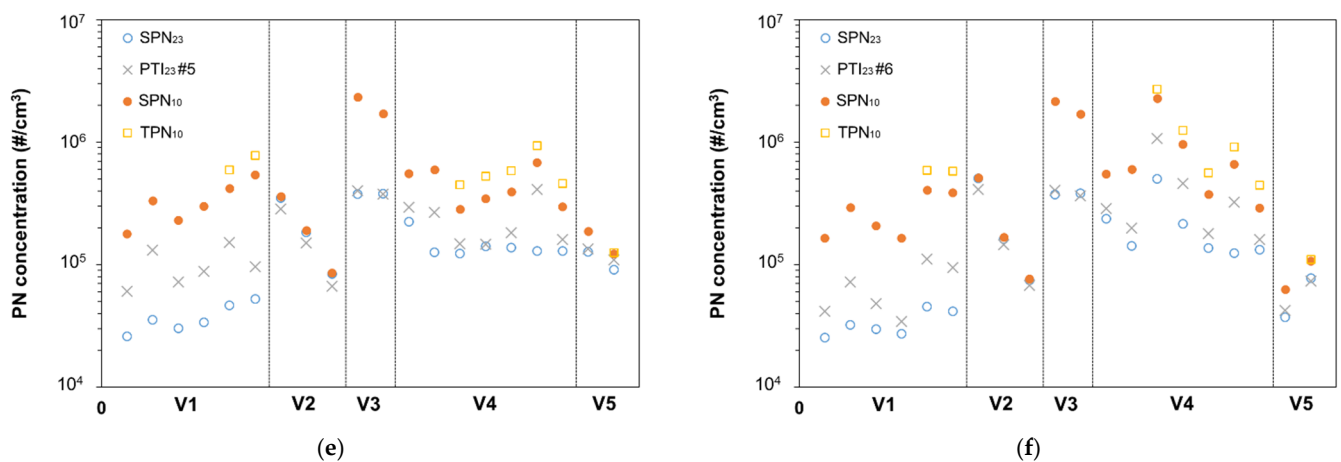 PN concentration (#/cm³)
10⁷
10⁶
10⁵
10⁴
SPN₂₃
PTI₂₃#5
SPN₁₀
TPN₁₀
0 V1 V2 V3 V4 V5
(e)
PN concentration (#/cm³)
10⁷
10⁶
10⁵
10⁴
SPN₂₃
PTI₂₃#6
SPN₁₀
TPN₁₀
0 V1 V2 V3 V4 V5
(f)